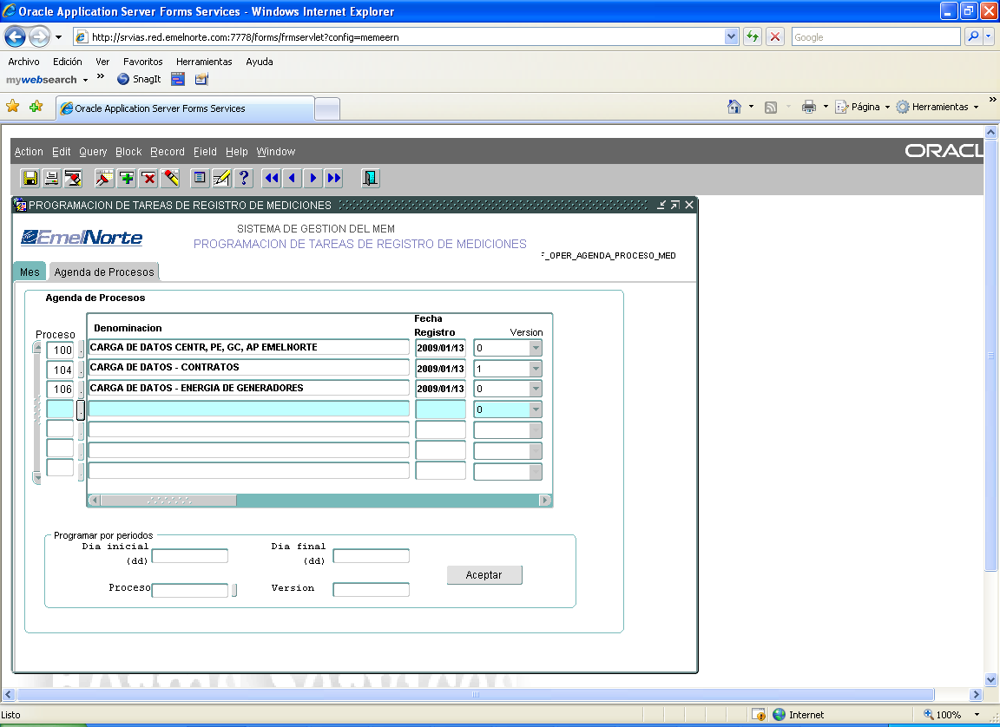 Oracle Application Server Forms Services - Windows Internet Explorer
http://srvias.red.emelnorte.com:7778/forms/frmservlet?config=memeern
Google
Archivo Edición Ver Favoritos Herramientas Ayuda
mywebsearch » SnagIt
Oracle Application Server Forms Services
Página Herramientas »
Action Edit Query Block Record Field Help Window
ORACL
PROGRAMACION DE TAREAS DE REGISTRO DE MEDICIONES
EmelNorte
SISTEMA DE GESTION DEL MEM
PROGRAMACION DE TAREAS DE REGISTRO DE MEDICIONES
F_OPER_AGENDA_PROCESO_MED
Mes Agenda de Procesos
Agenda de Procesos
Proceso Denominacion Fecha Registro Version
100 CARGA DE DATOS CENTR, PE, GC, AP EMELNORTE 2009/01/13 0
104 CARGA DE DATOS - CONTRATOS 2009/01/13 1
106 CARGA DE DATOS - ENERGIA DE GENERADORES 2009/01/13 0
0
Programar por periodos
Dia inicial (dd) Dia final (dd)
Aceptar
Proceso Version
Listo Internet 100%